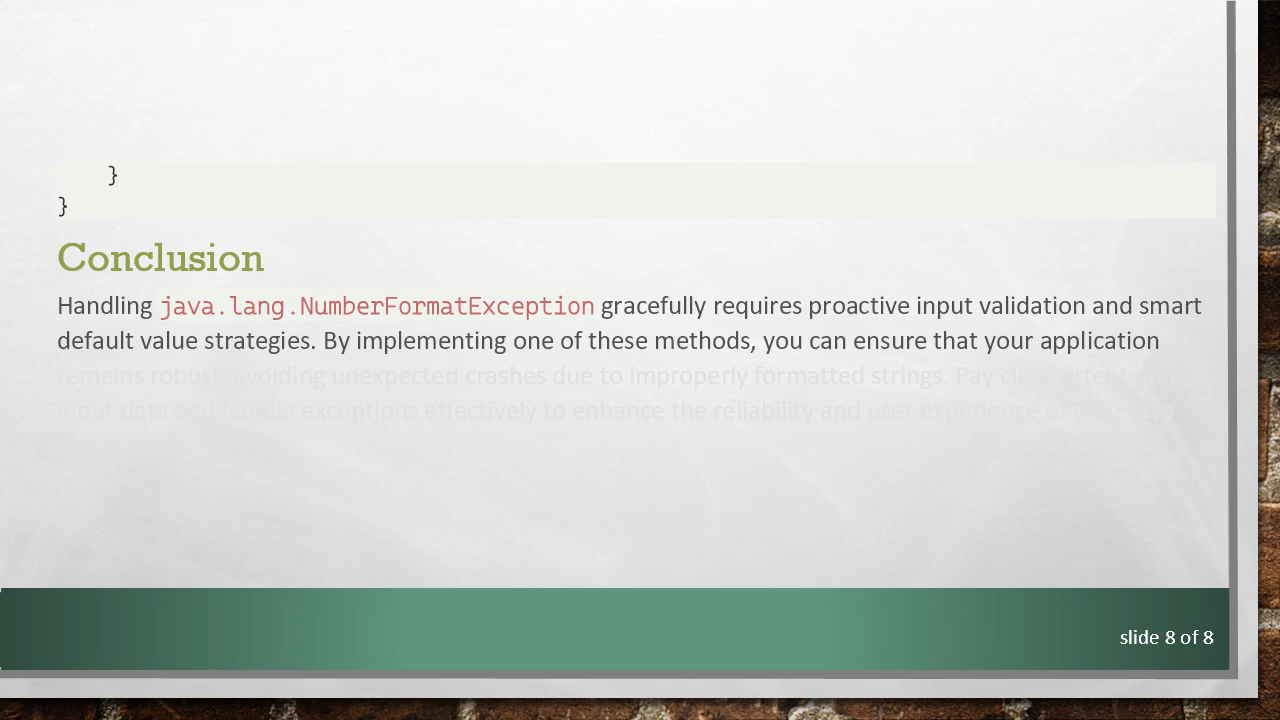 }
}
Conclusion
Handling java.lang.NumberFormatException gracefully requires proactive input validation and smart
default value strategies. By implementing one of these methods, you can ensure that your application
remains robust, avoiding unexpected crashes due to improperly formatted strings. Pay close
input data and handle exceptions effectively to enhance the reliability and user experience of
slide 8 of 8